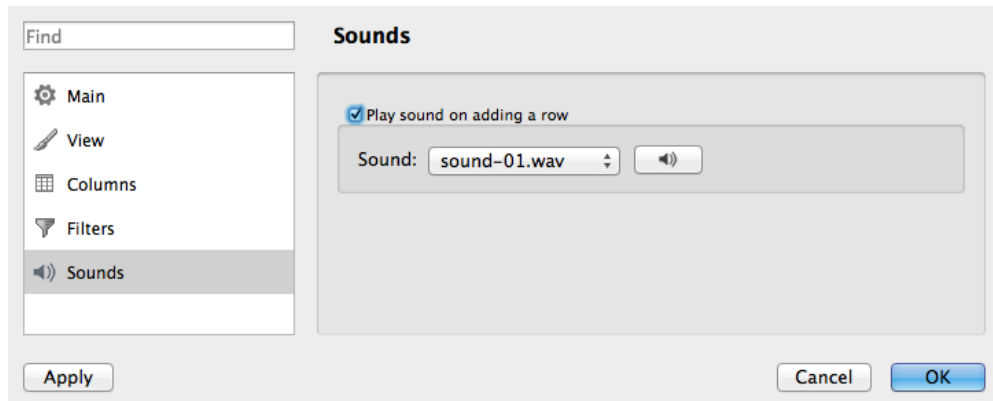 Find
Sounds
Main
View
Columns
Filters
Sounds
Play sound on adding a row
Sound: sound-01.wav
Apply
Cancel
OK